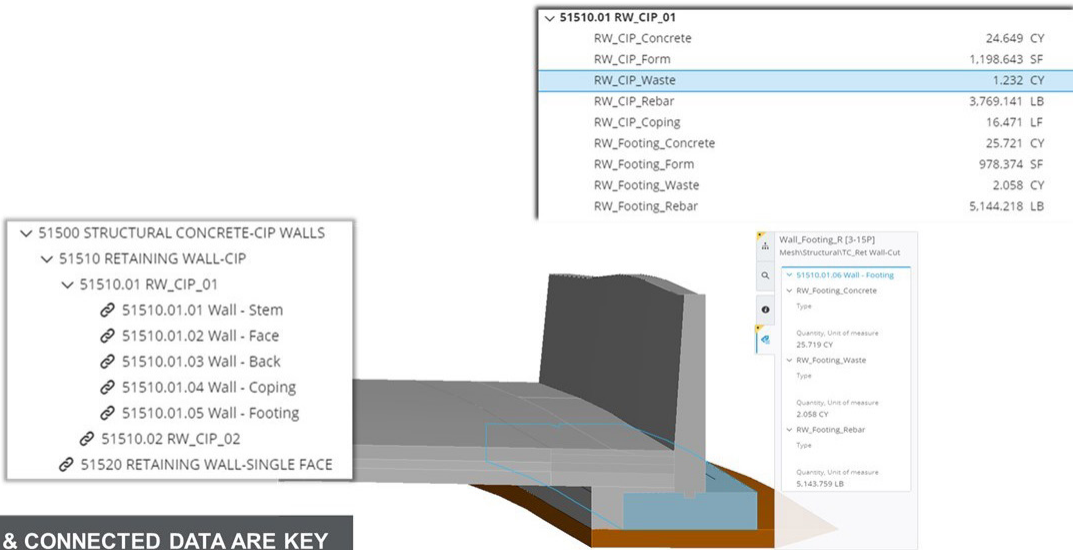 51510.01 RW_CIP_01
RW_CIP_Concrete 24.649 CY
RW_CIP_Form 1,198.643 SF
RW_CIP_Waste 1.232 CY
RW_CIP_Rebar 3,769.141 LB
RW_CIP_Coping 16.471 LF
RW_Footing_Concrete 25.721 CY
RW_Footing_Form 978.374 SF
RW_Footing_Waste 2.058 CY
RW_Footing_Rebar 5,144.218 LB
51500 STRUCTURAL CONCRETE-CIP WALLS
51510 RETAINING WALL-CIP
51510.01 RW_CIP_01
51510.01.01 Wall - Stem
51510.01.02 Wall - Face
51510.01.03 Wall - Back
51510.01.04 Wall - Coping
51510.01.05 Wall - Footing
51510.02 RW_CIP_02
51520 RETAINING WALL-SINGLE FACE
Wall_Footing_R [3-15P]
Mesh\Structural\TC_Ret Wall-Cut
51510.01.06 Wall - Footing
RW_Footing_Concrete
Type
Quantity, Unit of measure
25.719 CY
RW_Footing_Waste
Type
Quantity, Unit of measure
2.058 CY
RW_Footing_Rebar
Type
Quantity, Unit of measure
5,143.759 LB
& CONNECTED DATA ARE KEY